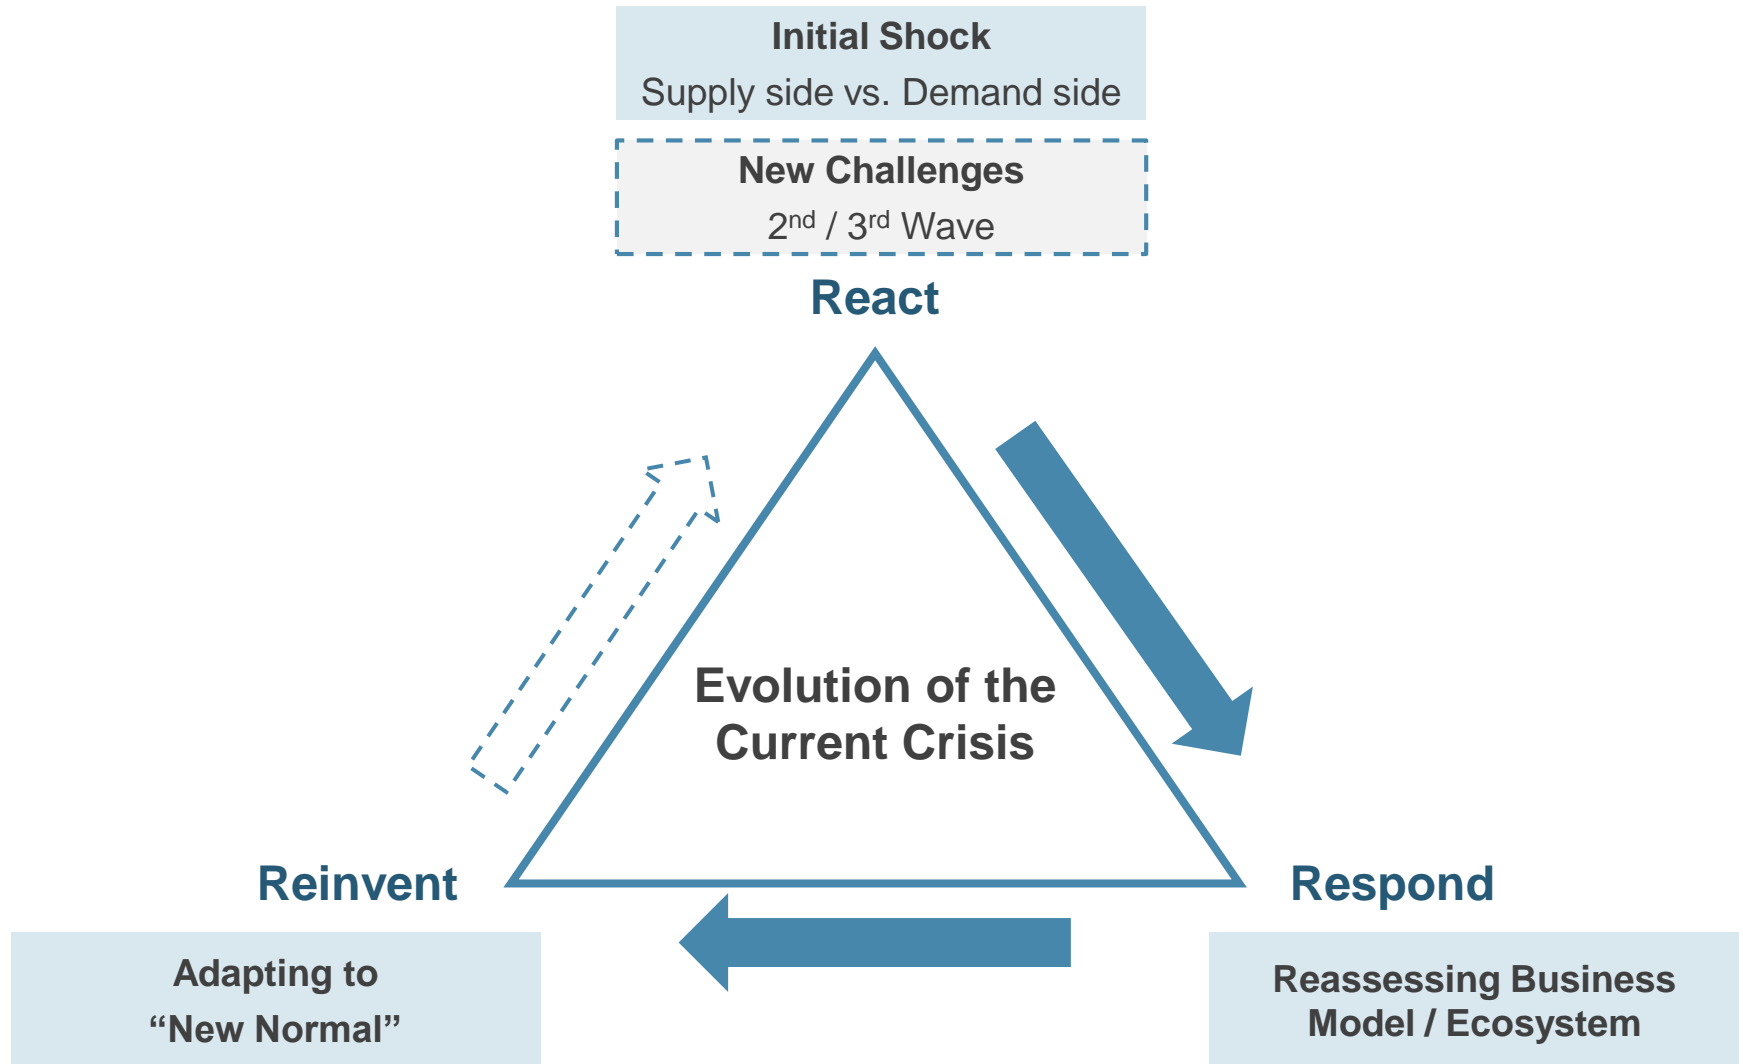 Initial Shock
Supply side vs. Demand side
New Challenges
2nd / 3rd Wave
React
Evolution of the
Current Crisis
Reinvent
Respond
Adapting to
“New Normal”
Reassessing Business
Model / Ecosystem